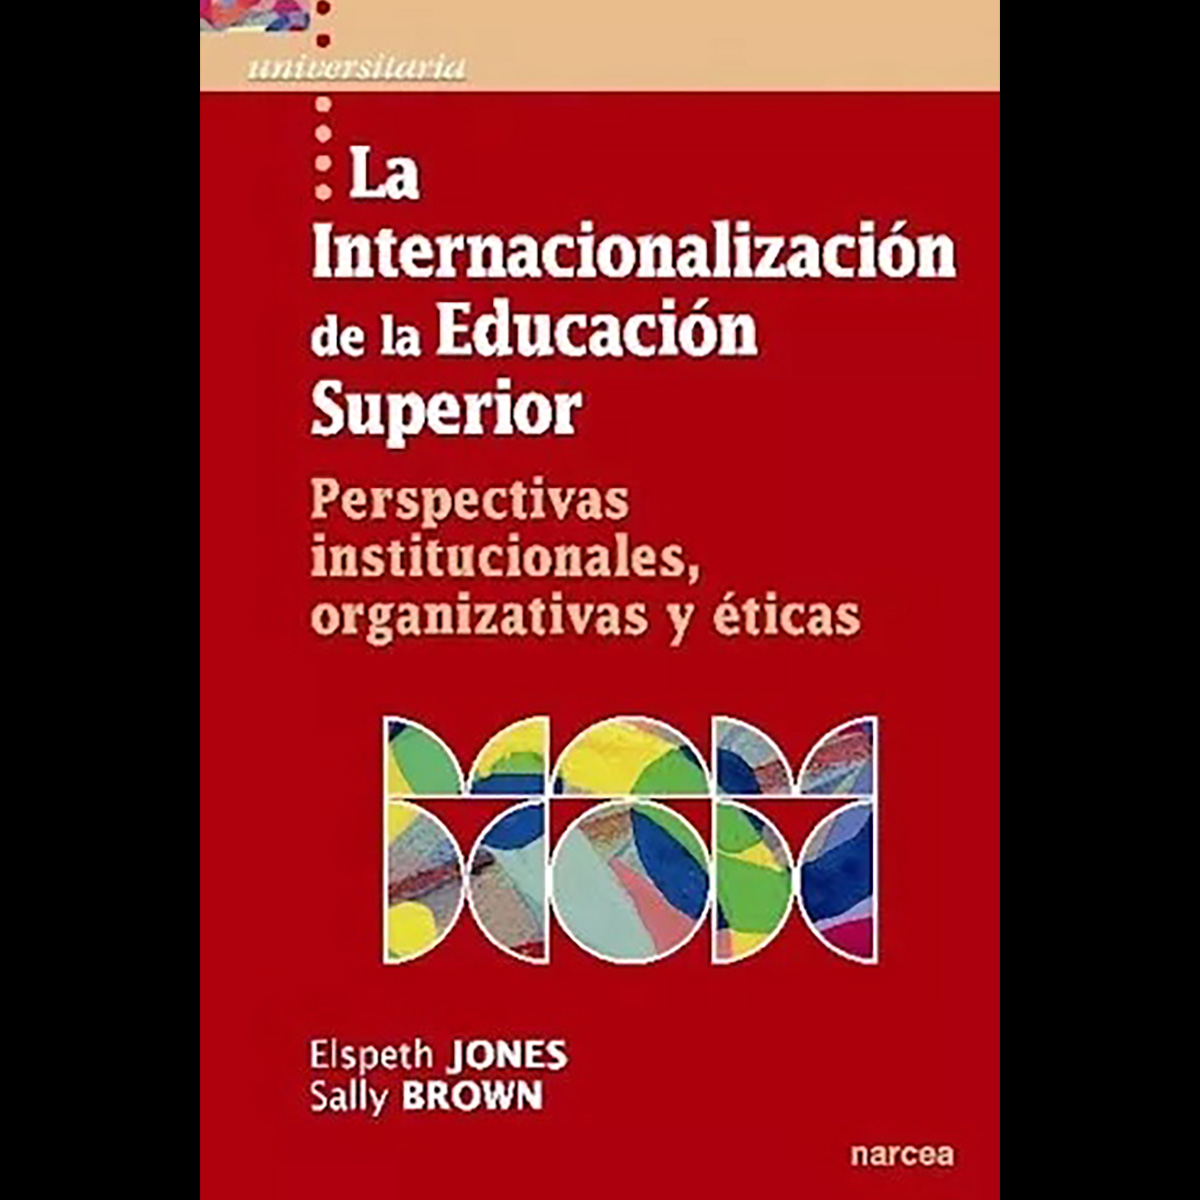 universitaria
La
Internacionalización
de la Educación
Superior
Perspectivas
institucionales,
organizativas y éticas
Elspeth JONES
Sally BROWN
narcea